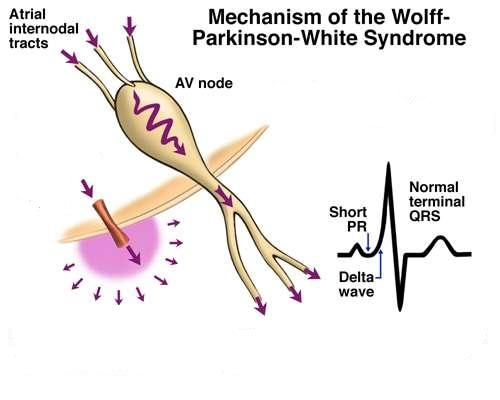 Atrial
internodal
tracts
Mechanism of the Wolff-
Parkinson-White Syndrome
AV node
Short
PR
Normal
terminal
QRS
Delta
wave